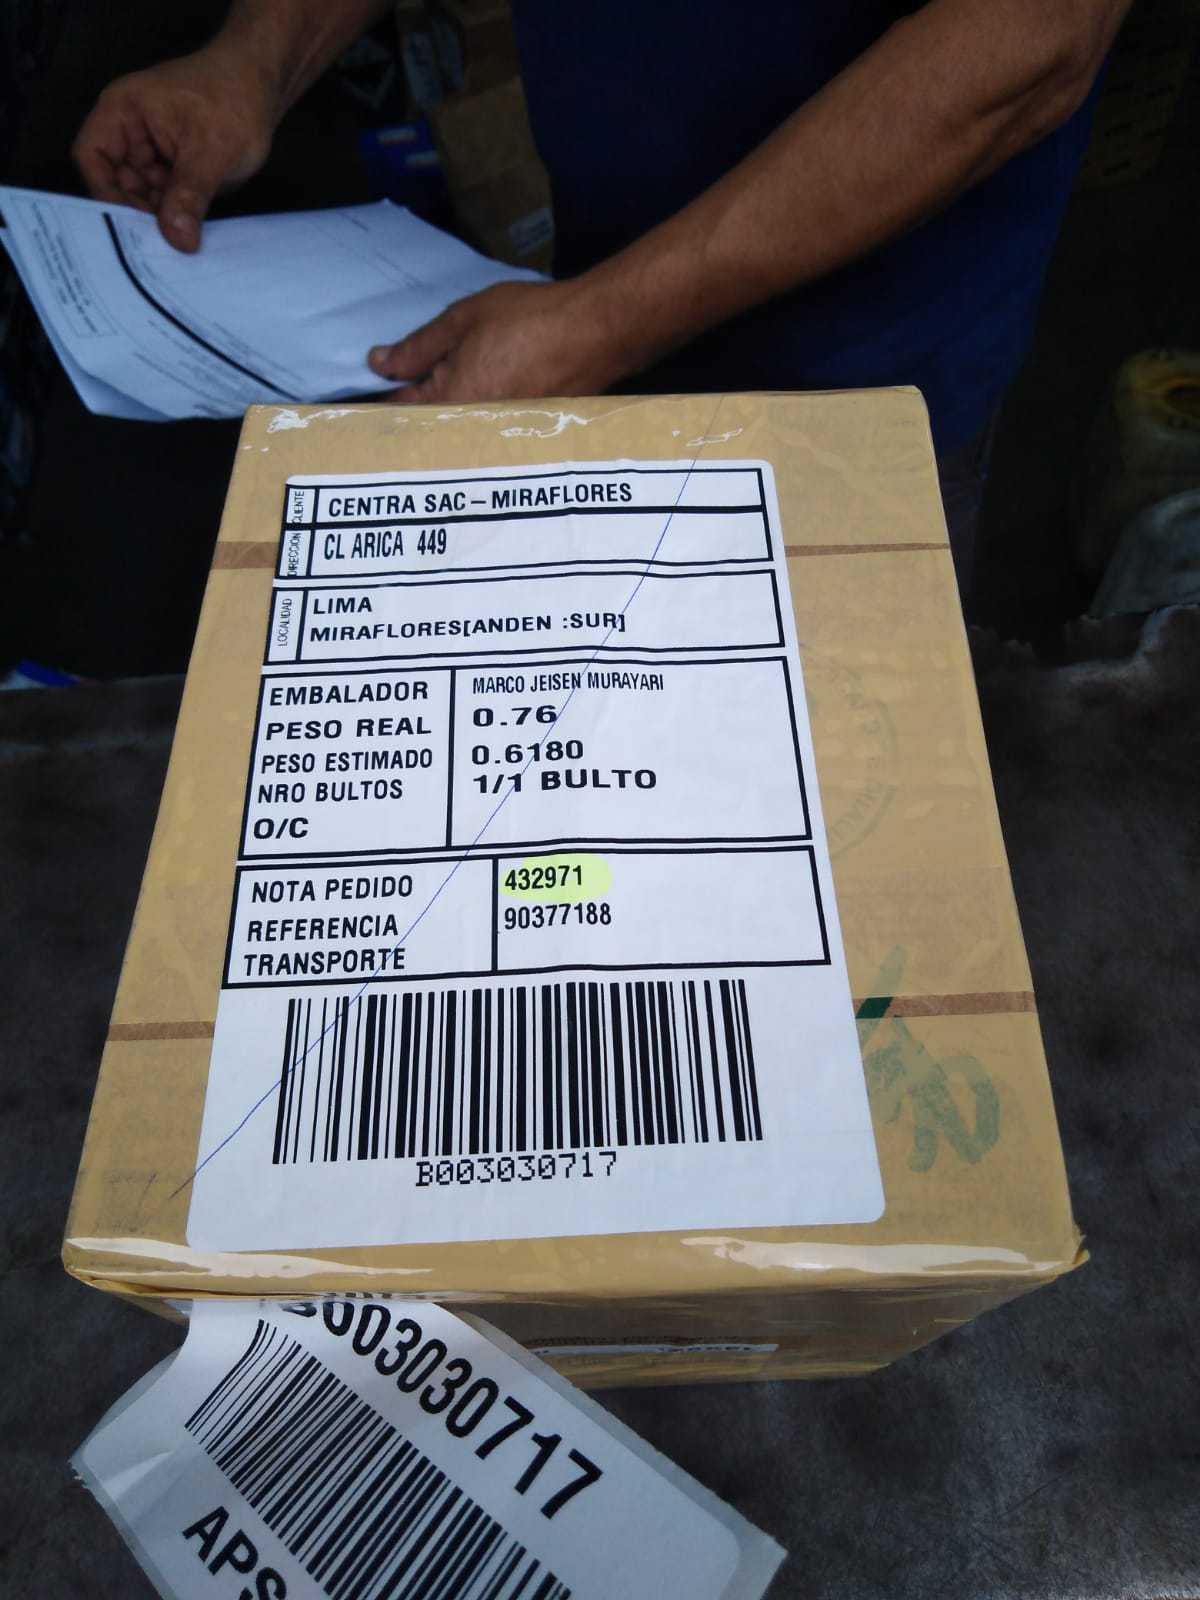 CLIENTE CENTRA SAC – MIRAFLORES
DIRECCIÓN CL ARICA 449
LOCALIDAD LIMA
MIRAFLORES[ANDEN :SUR]
EMBALADOR MARCO JEISEN MURAYARI
PESO REAL 0.76
PESO ESTIMADO 0.6180
NRO BULTOS 1/1 BULTO
O/C
NOTA PEDIDO 432971
REFERENCIA 90377188
TRANSPORTE
B003030717
B003030717
APS